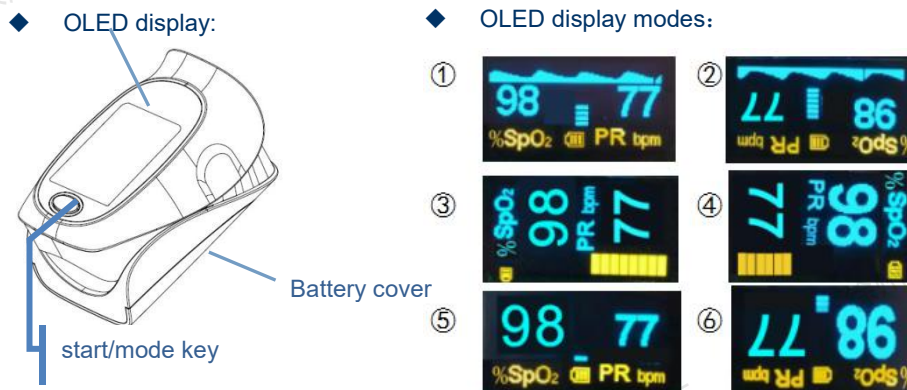 ◆ OLED display:
Battery cover
start/mode key
◆ OLED display modes：
①
98 77
%SpO₂ PR bpm
②
98 77
%SpO₂ PR bpm
③
%SpO₂ 98
PR bpm 77
④
%SpO₂ 98
PR bpm 77
⑤
98 77
%SpO₂ PR bpm
⑥
98 77
%SpO₂ PR bpm